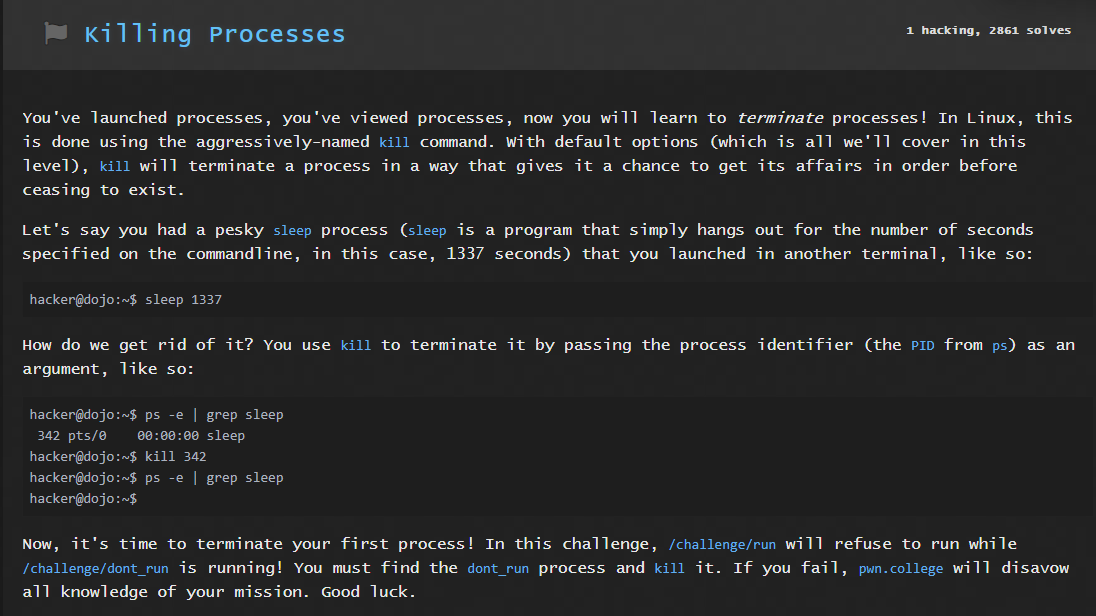 Killing Processes
1 hacking, 2861 solves
You've launched processes, you've viewed processes, now you will learn to terminate processes! In Linux, this
is done using the aggressively-named kill command. With default options (which is all we'll cover in this
level), kill will terminate a process in a way that gives it a chance to get its affairs in order before
ceasing to exist.
Let's say you had a pesky sleep process (sleep is a program that simply hangs out for the number of seconds
specified on the commandline, in this case, 1337 seconds) that you launched in another terminal, like so:
hacker@dojo:~$ sleep 1337
How do we get rid of it? You use kill to terminate it by passing the process identifier (the PID from ps) as an
argument, like so:
hacker@dojo:~$ ps -e | grep sleep
 342 pts/0    00:00:00 sleep
hacker@dojo:~$ kill 342
hacker@dojo:~$ ps -e | grep sleep
hacker@dojo:~$
Now, it's time to terminate your first process! In this challenge, /challenge/run will refuse to run while
/challenge/dont_run is running! You must find the dont_run process and kill it. If you fail, pwn.college will disavow
all knowledge of your mission. Good luck.